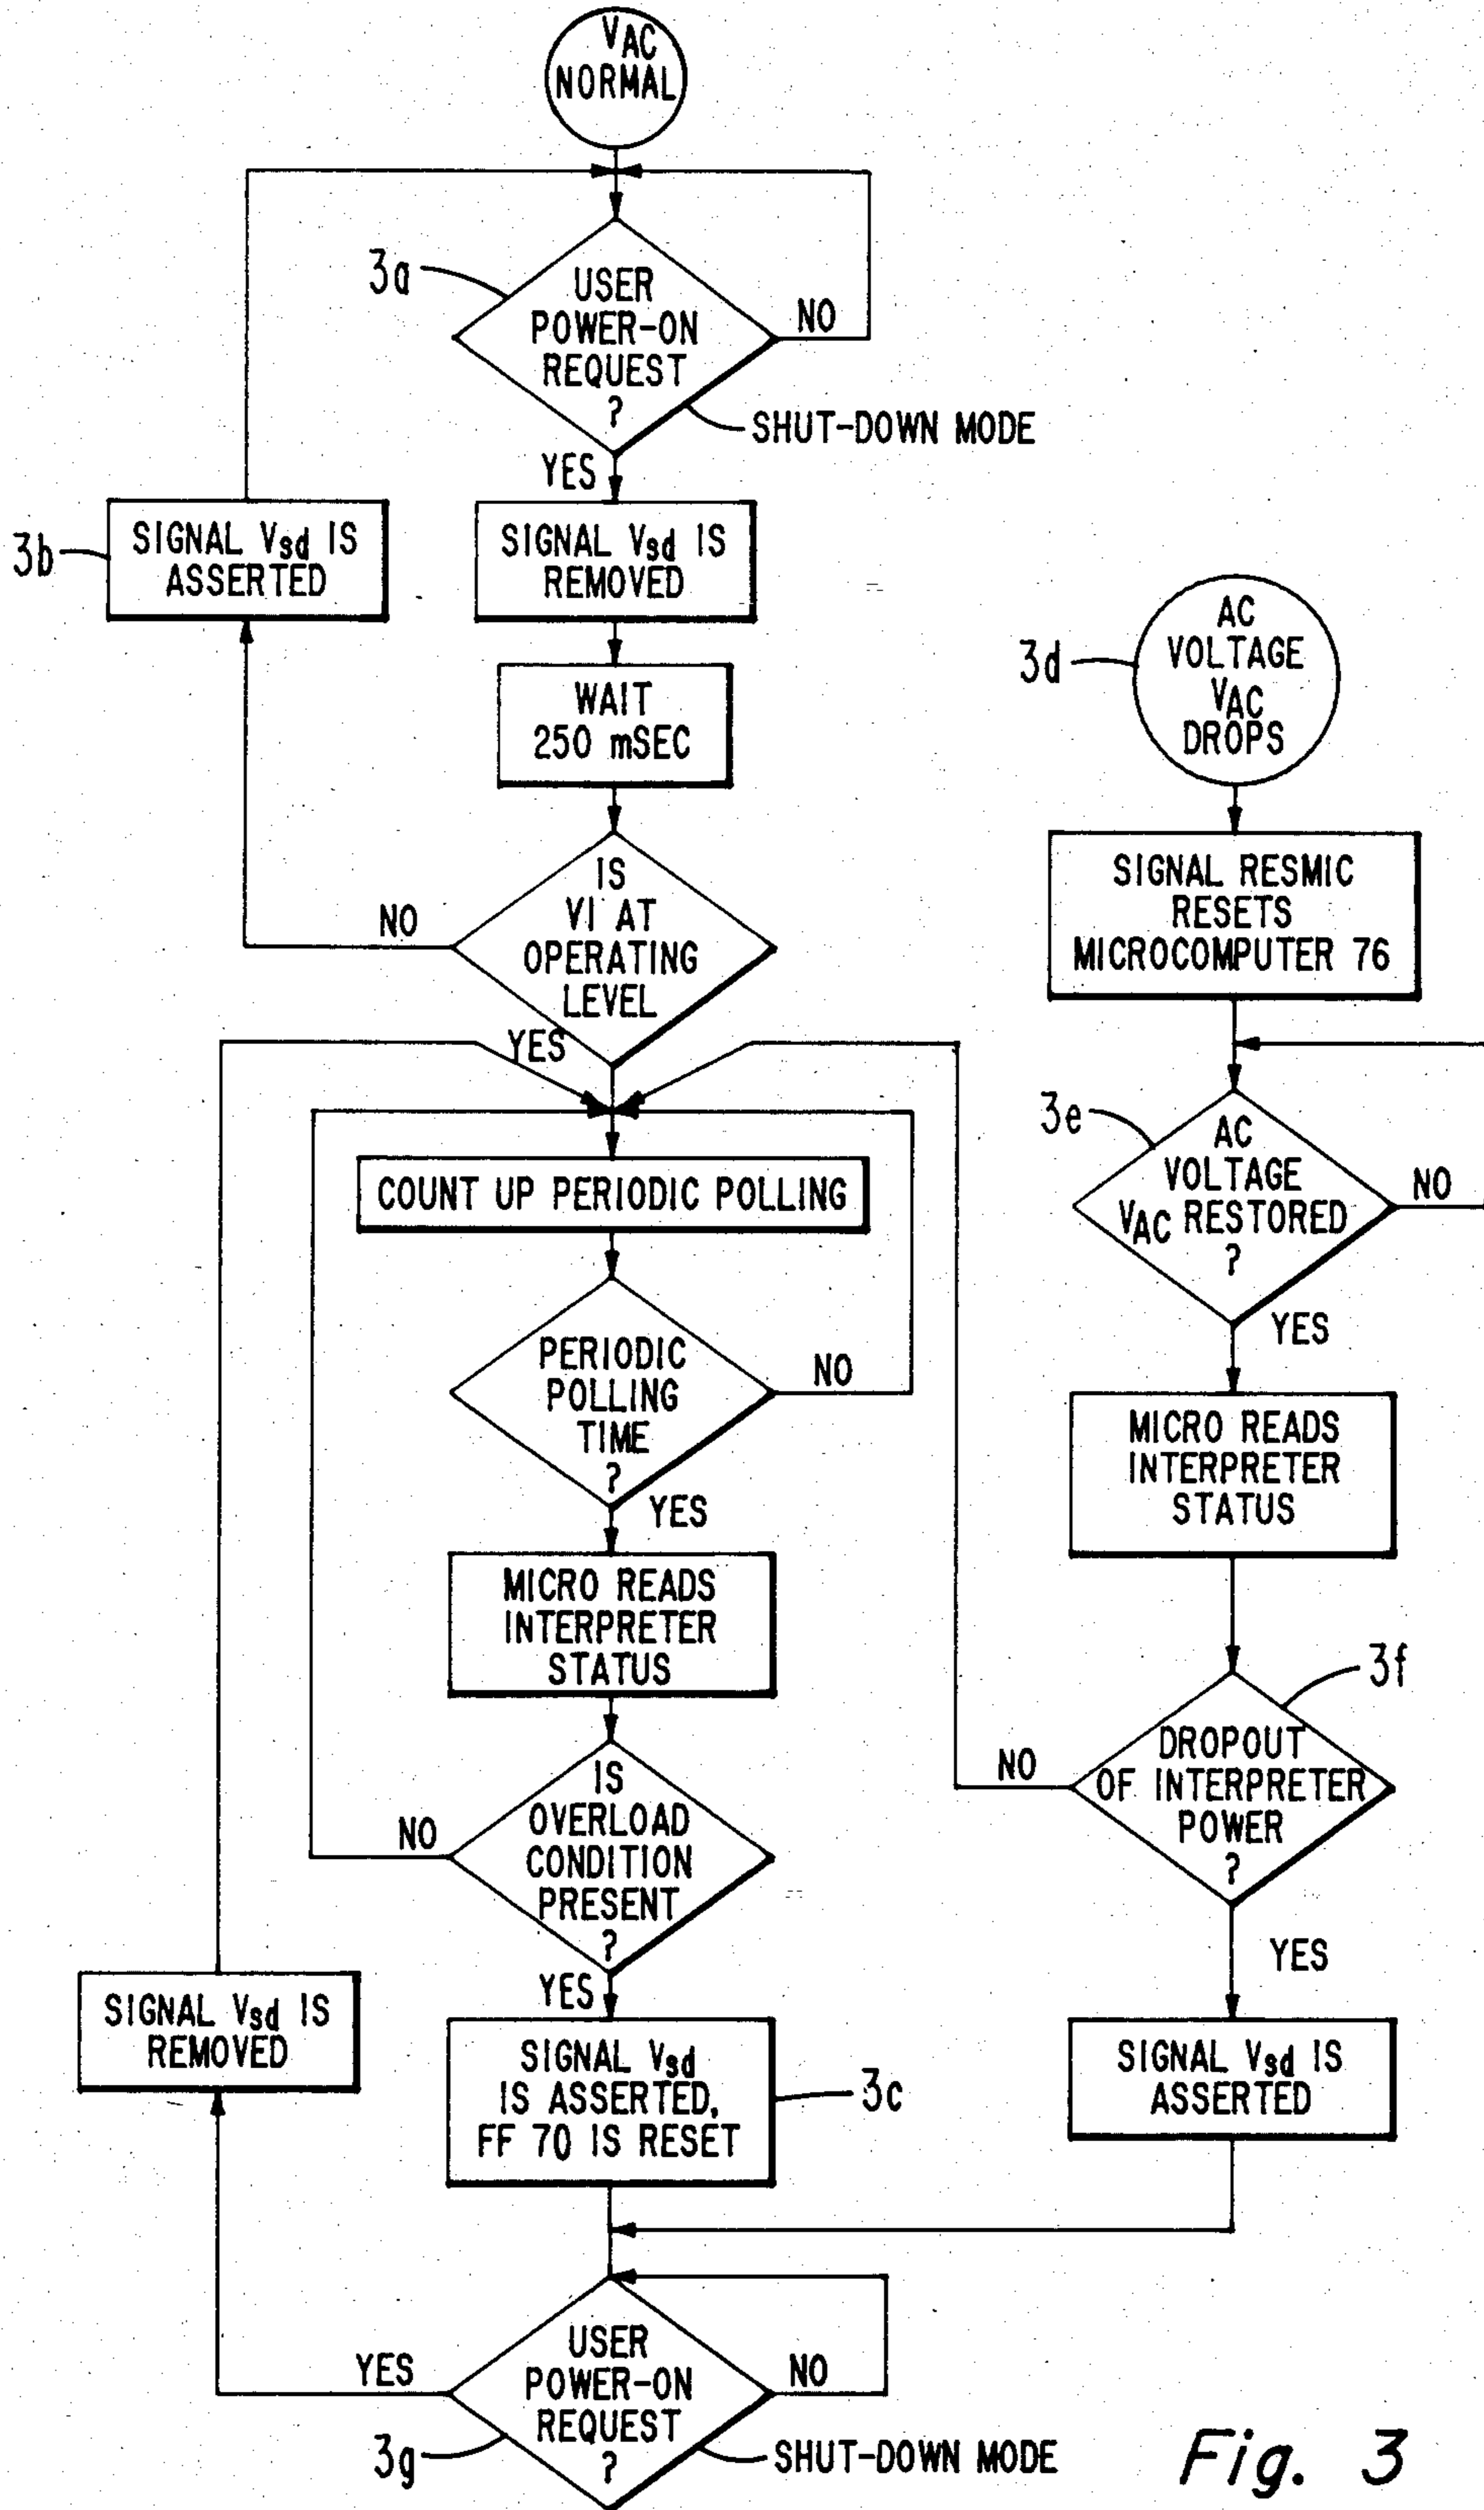 VAC
NORMAL
3a
USER
POWER-ON
REQUEST
?
NO
SHUT-DOWN MODE
YES
3b
SIGNAL Vsd IS
ASSERTED
SIGNAL Vsd IS
REMOVED
WAIT
250 mSEC
IS
V1 AT
OPERATING
LEVEL
NO
YES
COUNT UP PERIODIC POLLING
PERIODIC
POLLING
TIME
?
NO
YES
MICRO READS
INTERPRETER
STATUS
IS
OVERLOAD
CONDITION
PRESENT
?
NO
YES
SIGNAL Vsd
IS ASSERTED,
FF 70 IS RESET
3c
SIGNAL Vsd IS
REMOVED
USER
POWER-ON
REQUEST
?
YES
NO
3g
SHUT-DOWN MODE
3d
AC
VOLTAGE
VAC
DROPS
SIGNAL RESMIC
RESETS
MICROCOMPUTER 76
3e
AC
VOLTAGE
VAC RESTORED
?
NO
YES
MICRO READS
INTERPRETER
STATUS
3f
DROPOUT
OF INTERPRETER
POWER
?
NO
YES
SIGNAL Vsd IS
ASSERTED
Fig. 3